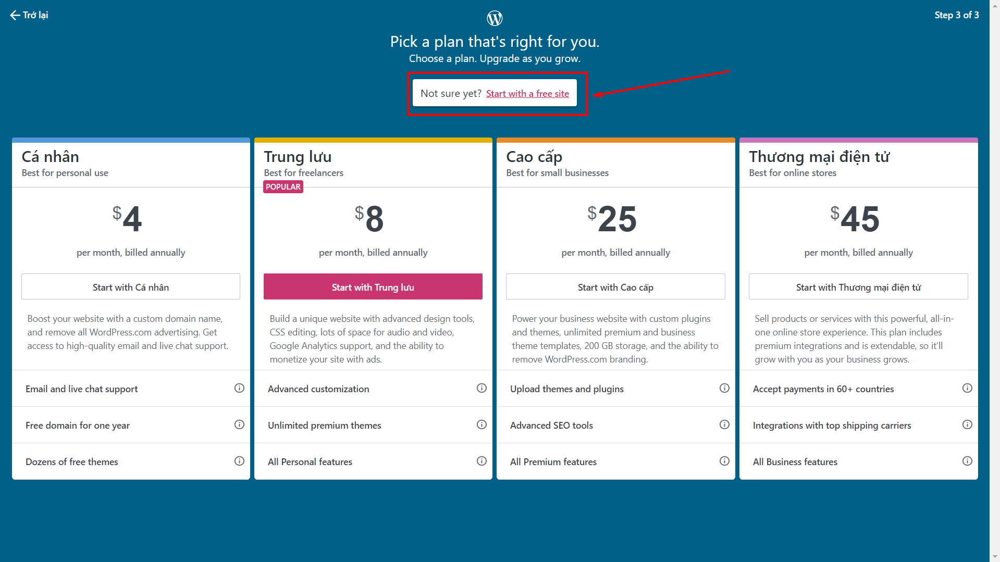 Trở lại
Step 3 of 3
Pick a plan that's right for you.
Choose a plan. Upgrade as you grow.
Not sure yet? Start with a free site
Cá nhân
Best for personal use
$4
per month, billed annually
Start with Cá nhân
Boost your website with a custom domain name,
and remove all WordPress.com advertising. Get
access to high-quality email and live chat support.
Email and live chat support
Free domain for one year
Dozens of free themes
Trung lưu
Best for freelancers
POPULAR
$8
per month, billed annually
Start with Trung lưu
Build a unique website with advanced design tools,
CSS editing, lots of space for audio and video,
Google Analytics support, and the ability to
monetize your site with ads.
Advanced customization
Unlimited premium themes
All Personal features
Cao cấp
Best for small businesses
$25
per month, billed annually
Start with Cao cấp
Power your business website with custom plugins
and themes, unlimited premium and business
theme templates, 200 GB storage, and the ability to
remove WordPress.com branding.
Upload themes and plugins
Advanced SEO tools
All Premium features
Thương mại điện tử
Best for online stores
$45
per month, billed annually
Start with Thương mại điện tử
Sell products or services with this powerful, all-in-
one online store experience. This plan includes
premium integrations and is extendable, so it’ll
grow with you as your business grows.
Accept payments in 60+ countries
Integrations with top shipping carriers
All Business features